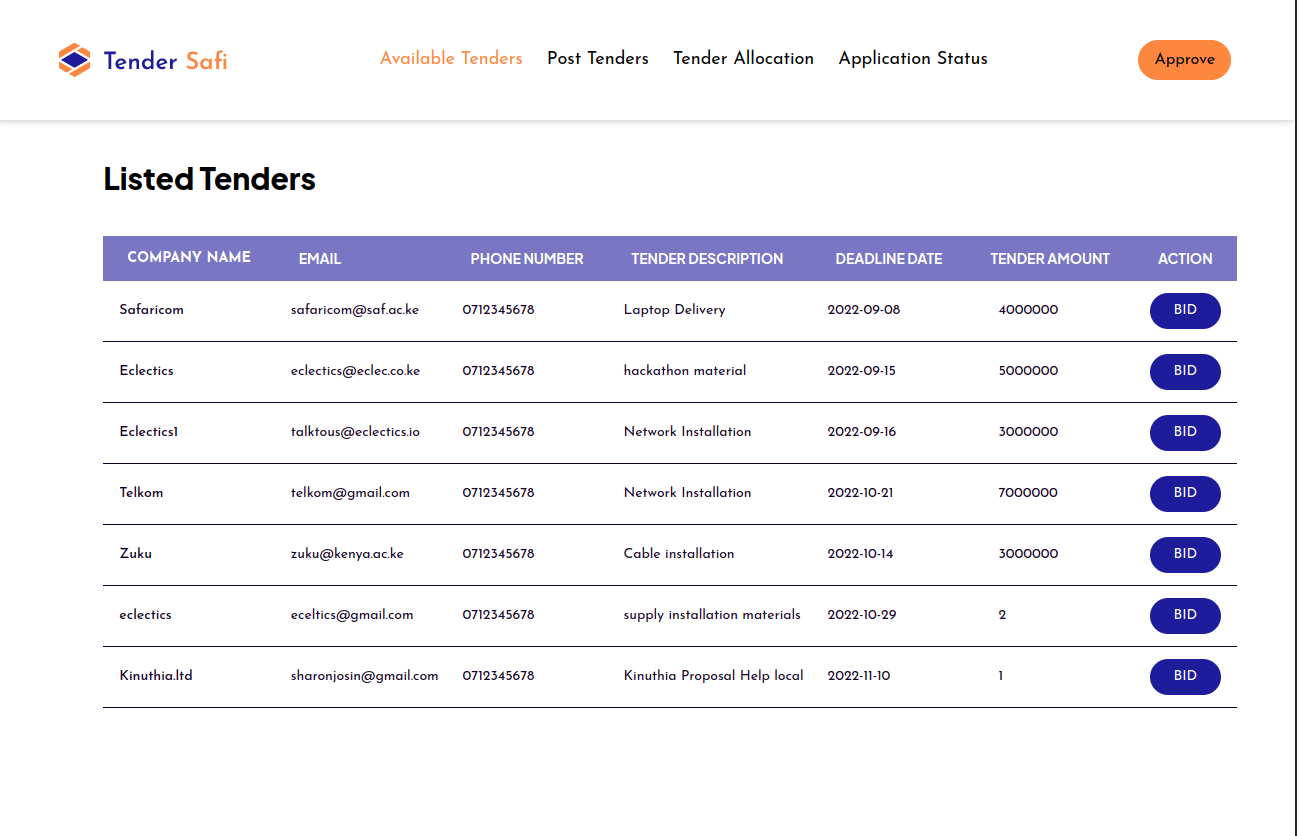 Tender Safi Available Tenders Post Tenders Tender Allocation Application Status Approve
Listed Tenders
COMPANY NAME EMAIL PHONE NUMBER TENDER DESCRIPTION DEADLINE DATE TENDER AMOUNT ACTION
Safaricom safaricom@saf.ac.ke 0712345678 Laptop Delivery 2022-09-08 4000000 BID
Eclectics eclectics@eclec.co.ke 0712345678 hackathon material 2022-09-15 5000000 BID
Eclectics1 talktous@eclectics.io 0712345678 Network Installation 2022-09-16 3000000 BID
Telkom telkom@gmail.com 0712345678 Network Installation 2022-10-21 7000000 BID
Zuku zuku@kenya.ac.ke 0712345678 Cable installation 2022-10-14 3000000 BID
eclectics eceltics@gmail.com 0712345678 supply installation materials 2022-10-29 2 BID
Kinuthia.ltd sharonjosin@gmail.com 0712345678 Kinuthia Proposal Help local 2022-11-10 1 BID